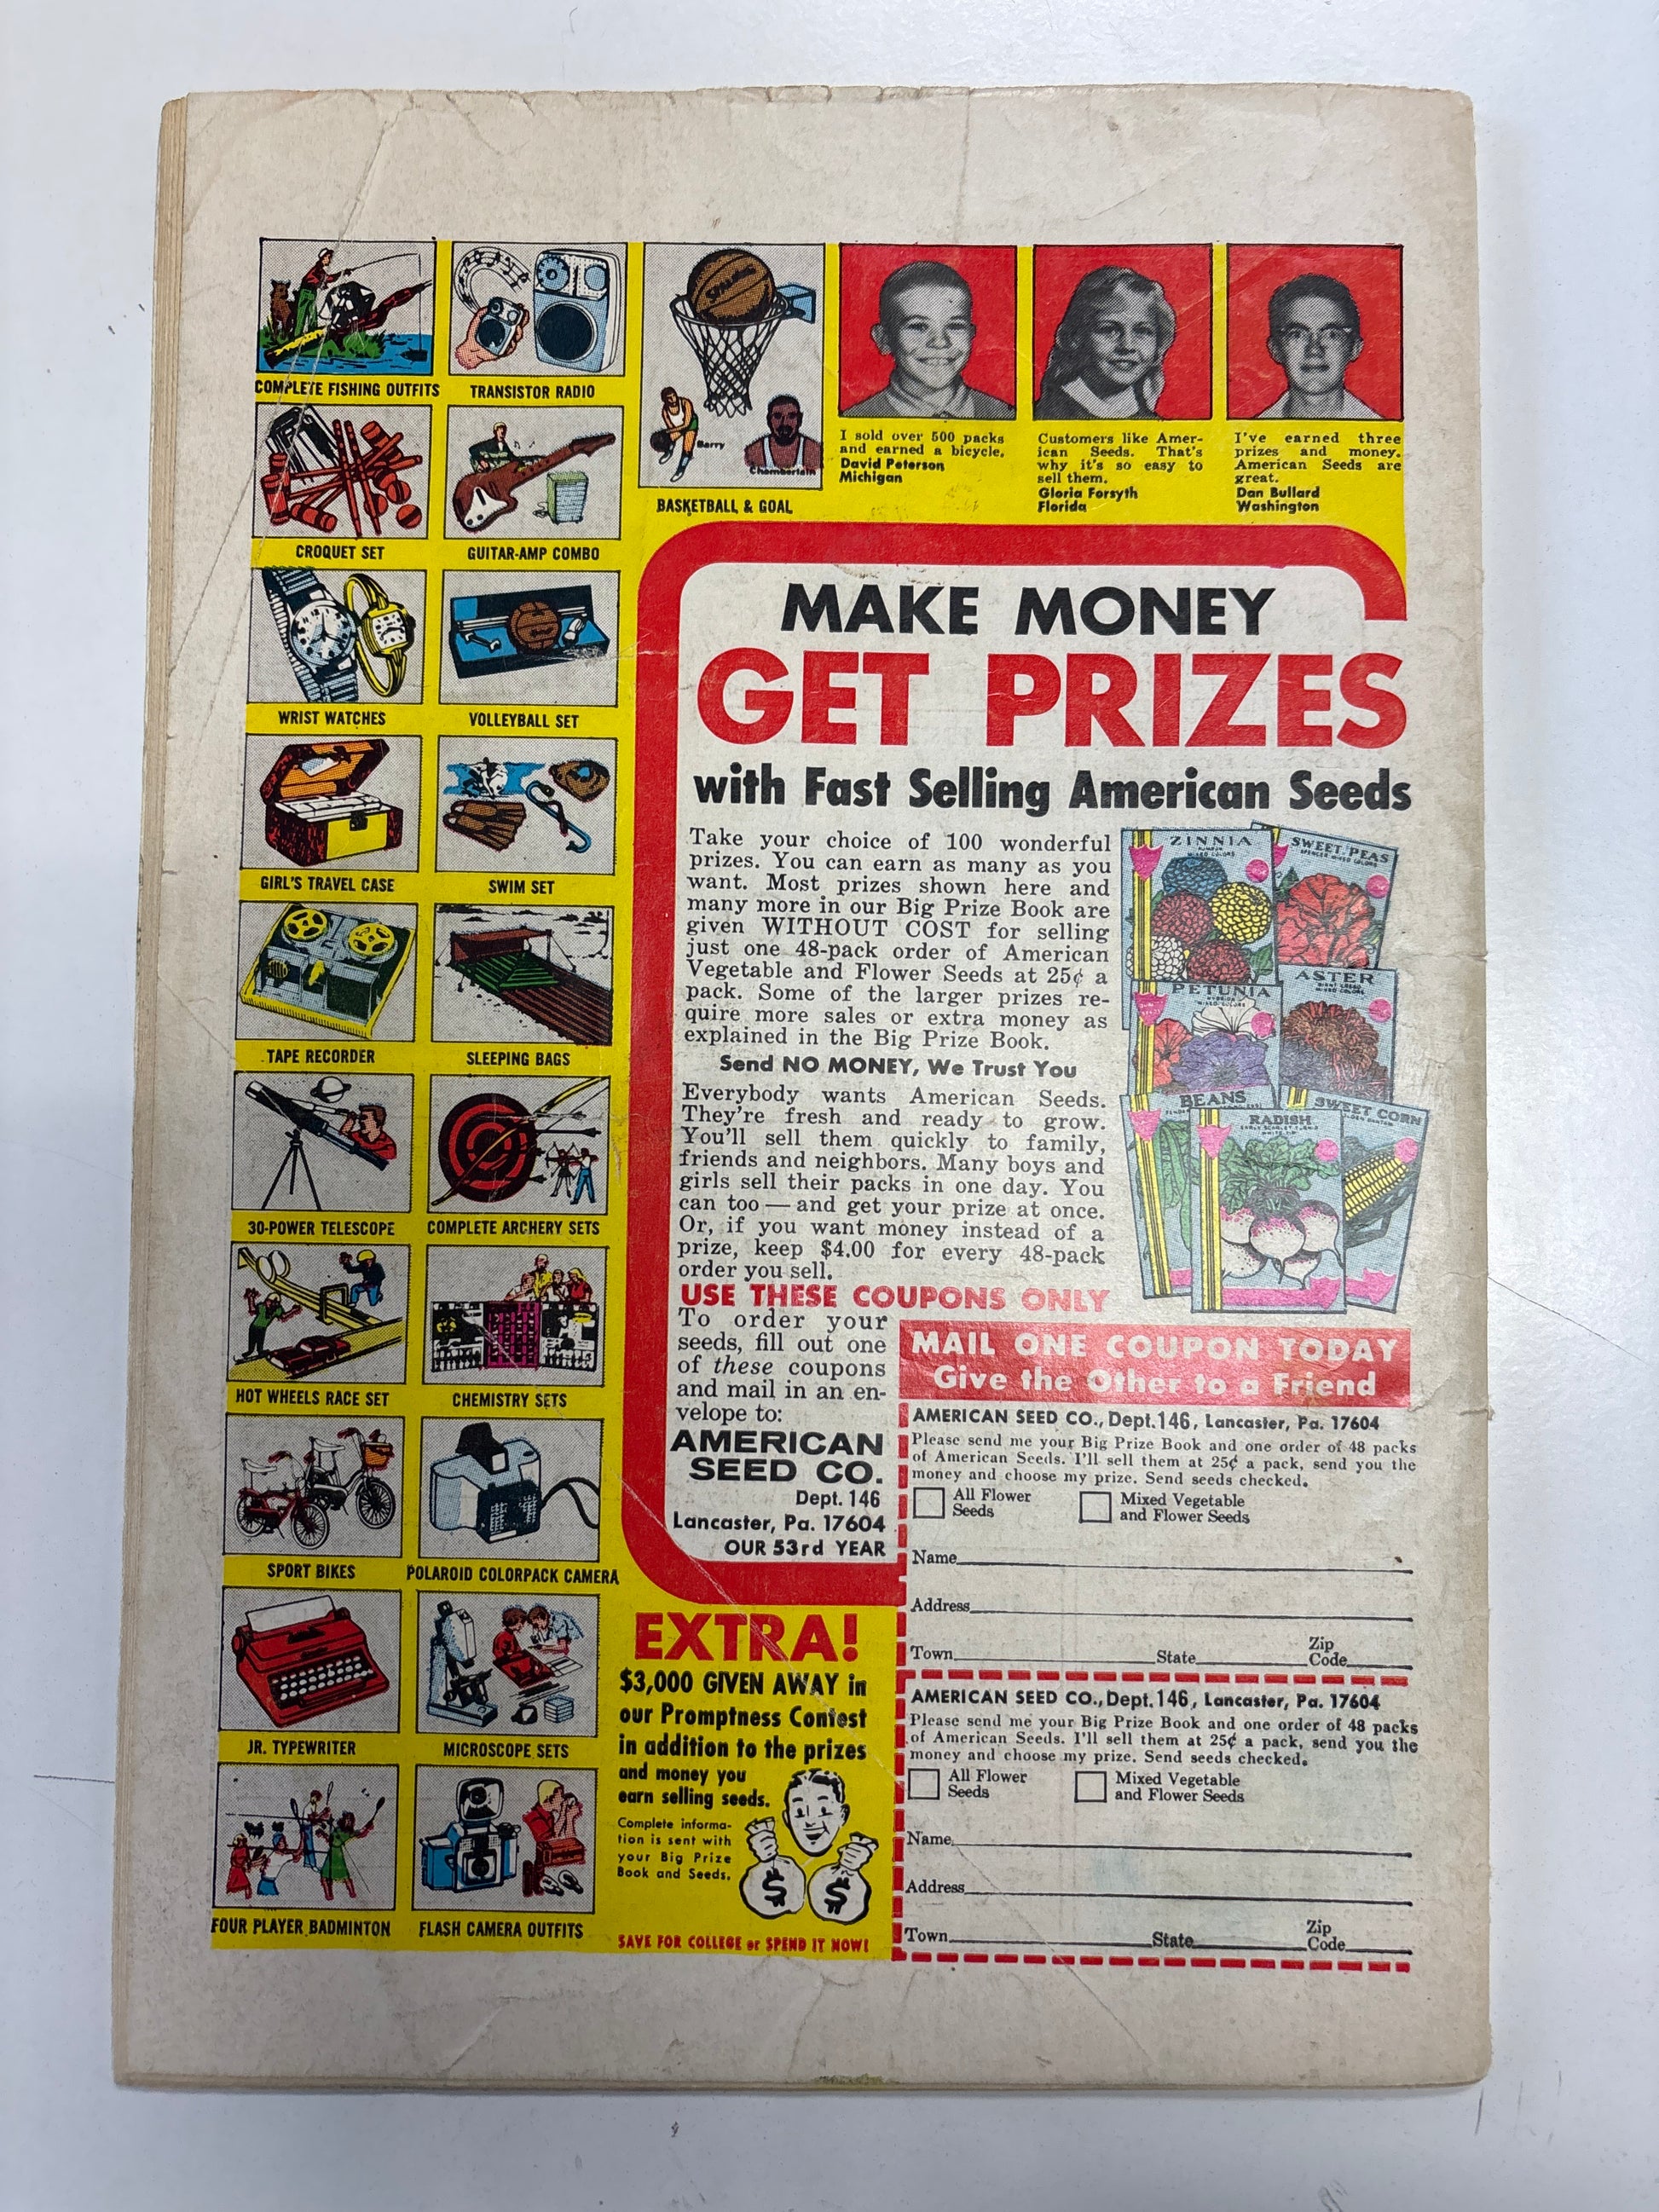 COMPLETE FISHING OUTFITS
TRANSISTOR RADIO
Spalding
Barry
Chamberlain
BASKETBALL & GOAL
CROQUET SET
GUITAR-AMP COMBO
WRIST WATCHES
VOLLEYBALL SET
GIRL'S TRAVEL CASE
SWIM SET
TAPE RECORDER
SLEEPING BAGS
30-POWER TELESCOPE
COMPLETE ARCHERY SETS
HOT WHEELS RACE SET
CHEMISTRY SETS
SPORT BIKES
POLAROID COLORPACK CAMERA
JR. TYPEWRITER
MICROSCOPE SETS
FOUR PLAYER BADMINTON
FLASH CAMERA OUTFITS
I sold over 500 packs
and earned a bicycle.
David Peterson
Michigan
Customers like Amer-
ican Seeds. That's
why it's so easy to
sell them.
Gloria Forsyth
Florida
I've earned three
prizes and money.
American Seeds are
great.
Dan Bullard
Washington
MAKE MONEY
GET PRIZES
with Fast Selling American Seeds
Take your choice of 100 wonderful
prizes. You can earn as many as you
want. Most prizes shown here and
many more in our Big Prize Book are
given WITHOUT COST for selling
just one 48-pack order of American
Vegetable and Flower Seeds at 25¢ a
pack. Some of the larger prizes re-
quire more sales or extra money as
explained in the Big Prize Book.
Send NO MONEY, We Trust You
Everybody wants American Seeds.
They're fresh and ready to grow.
You'll sell them quickly to family,
friends and neighbors. Many boys and
girls sell their packs in one day. You
can too — and get your prize at once.
Or, if you want money instead of a
prize, keep $4.00 for every 48-pack
order you sell.
ZINNIA
MIXED COLORS
SWEET PEAS
SPENCER MIXED COLORS
PETUNIA
MIXED COLORS
ASTER
MIXED COLORS
BEANS
RADISH
SWEET CORN
USE THESE COUPONS ONLY
To order your
seeds, fill out one
of these coupons
and mail in an en-
velope to:
AMERICAN
SEED CO.
Dept. 146
Lancaster, Pa. 17604
OUR 53rd YEAR
MAIL ONE COUPON TODAY
Give the Other to a Friend
AMERICAN SEED CO., Dept. 146, Lancaster, Pa. 17604
Please send me your Big Prize Book and one order of 48 packs
of American Seeds. I'll sell them at 25¢ a pack, send you the
money and choose my prize. Send seeds checked.
All Flower
Seeds
Mixed Vegetable
and Flower Seeds
Name
Address
Town State Zip
Code
AMERICAN SEED CO., Dept. 146, Lancaster, Pa. 17604
Please send me your Big Prize Book and one order of 48 packs
of American Seeds. I'll sell them at 25¢ a pack, send you the
money and choose my prize. Send seeds checked.
All Flower
Seeds
Mixed Vegetable
and Flower Seeds
Name
Address
Town State Zip
Code
EXTRA!
$3,000 GIVEN AWAY in
our Promptness Contest
in addition to the prizes
and money you
earn selling seeds.
Complete informa-
tion is sent with
your Big Prize
Book and Seeds.
$ $
SAVE FOR COLLEGE or SPEND IT NOW!